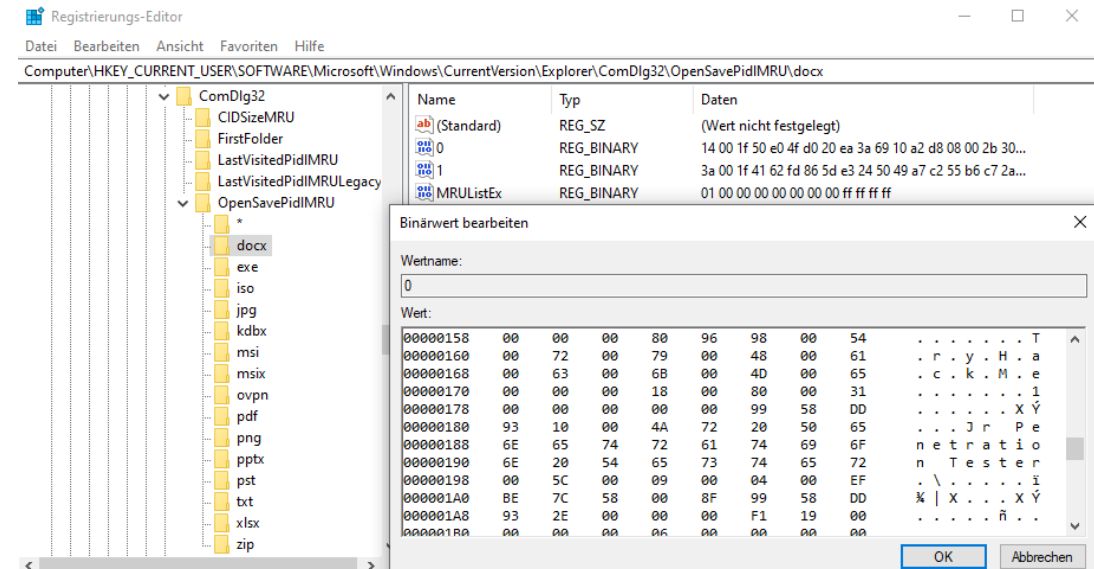 Registrierungs-Editor
Datei Bearbeiten Ansicht Favoriten Hilfe
Computer\HKEY_CURRENT_USER\SOFTWARE\Microsoft\Windows\CurrentVersion\Explorer\ComDlg32\OpenSavePidlMRU\docx
ComDlg32
CIDSizeMRU
FirstFolder
LastVisitedPidlMRU
LastVisitedPidlMRULegacy
OpenSavePidlMRU
*
docx
exe
iso
jpg
kdbx
msi
msix
ovpn
pdf
png
pptx
pst
txt
xlsx
zip
Name Typ Daten
(Standard) REG_SZ (Wert nicht festgelegt)
0 REG_BINARY 14 00 1f 50 e0 4f d0 20 ea 3a 69 10 a2 d8 08 00 2b 30...
1 REG_BINARY 3a 00 1f 41 62 fd 86 5d e3 24 50 49 a7 c2 55 b6 c7 2a...
MRUListEx REG_BINARY 01 00 00 00 00 00 00 00 ff ff ff ff
Binärwert bearbeiten
Wertname:
0
Wert:
00000158 00 00 00 80 96 98 00 54 . . . . . . . T
00000160 00 72 00 79 00 48 00 61 . r . y . H . a
00000168 00 63 00 6B 00 4D 00 65 . c . k . M . e
00000170 00 00 00 18 00 80 00 31 . . . . . . . 1
00000178 00 00 00 00 00 99 58 DD . . . . . . X Ý
00000180 93 10 00 4A 72 20 50 65 . . . J r   P e
00000188 6E 65 74 72 61 74 69 6F n e t r a t i o
00000190 6E 20 54 65 73 74 65 72 n   T e s t e r
00000198 00 5C 00 09 00 04 00 EF . \ . . . . . ï
000001A0 BE 7C 58 00 8F 99 58 DD ¾ | X . . . X Ý
000001A8 93 2E 00 00 00 F1 19 00 . . . . . ñ . .
000001B0 00 00 00 06 00 00 00 00
OK Abbrechen